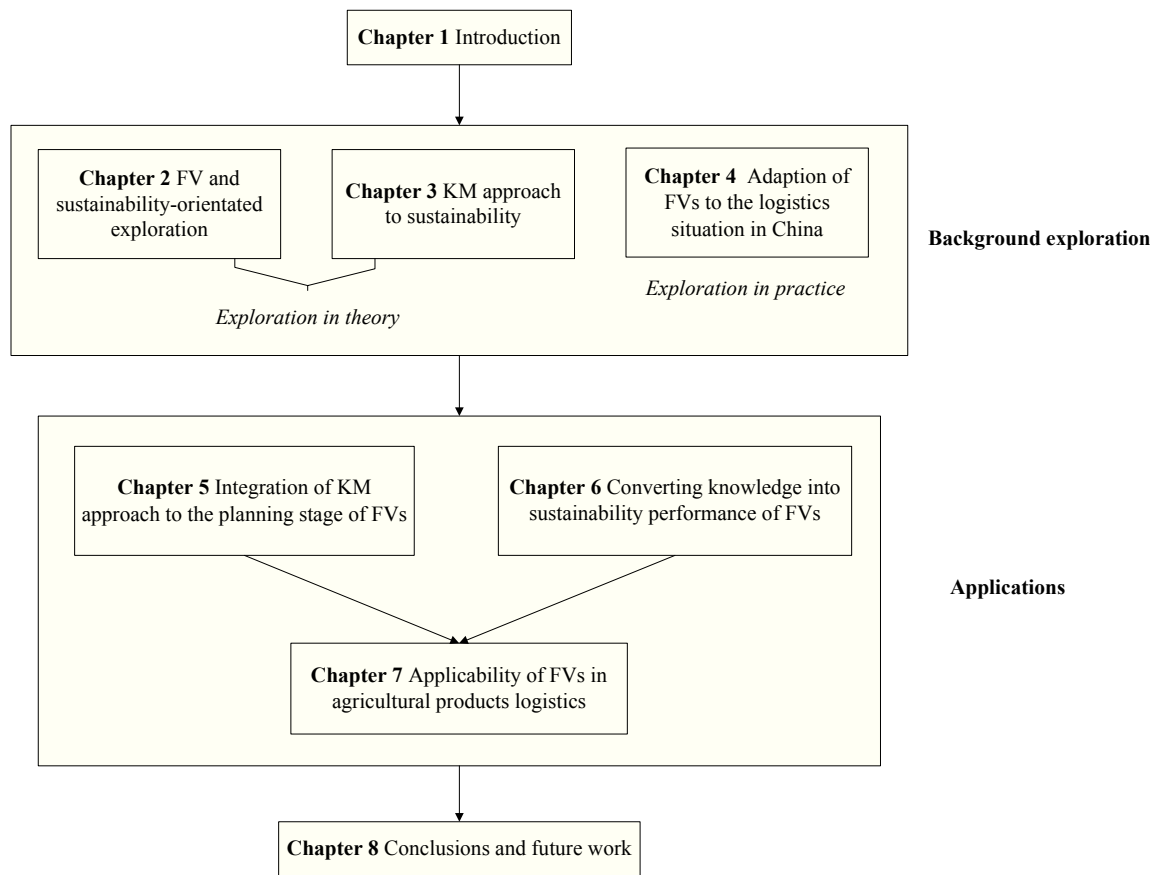 Chapter 1 Introduction
Chapter 2 FV and
sustainability-orientated
exploration
Chapter 3 KM approach
to sustainability
Chapter 4 Adaption of
FVs to the logistics
situation in China
Background exploration
Exploration in theory
Exploration in practice
Chapter 5 Integration of KM
approach to the planning stage of FVs
Chapter 6 Converting knowledge into
sustainability performance of FVs
Applications
Chapter 7 Applicability of FVs in
agricultural products logistics
Chapter 8 Conclusions and future work